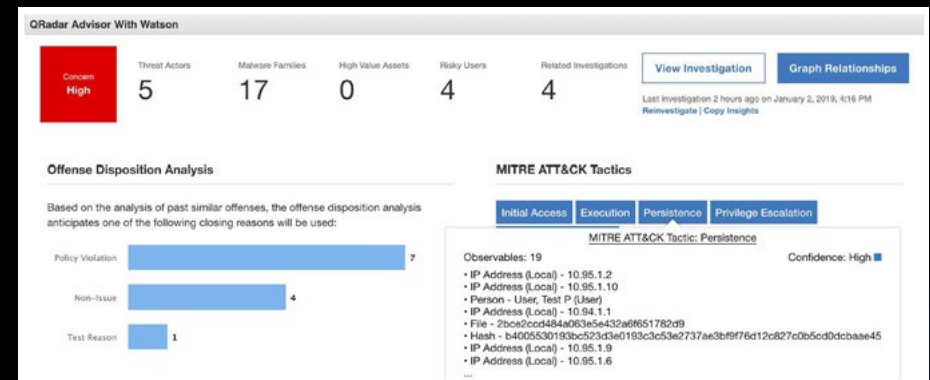 QRadar Advisor With Watson
Concern
High
Threat Actors
5
Malware Families
17
High Value Assets
0
Risky Users
4
Related Investigations
4
View Investigation
Graph Relationships
Last investigation 2 hours ago on January 2, 2019, 4:16 PM
Reinvestigate | Copy Insights
Offense Disposition Analysis
Based on the analysis of past similar offenses, the offense disposition analysis
anticipates one of the following closing reasons will be used:
Policy Violation
7
Non-Issue
4
Test Reason
1
MITRE ATT&CK Tactics
Initial Access
Execution
Persistence
Privilege Escalation
MITRE ATT&CK Tactic: Persistence
Observables: 19
Confidence: High
• IP Address (Local) - 10.95.1.2
• IP Address (Local) - 10.95.1.10
• Person - User, Test P (User)
• IP Address (Local) - 10.94.1.1
• File - 2bce2ccd484a063e5e432a6f651782d9
• Hash - b4005530193bc523d3e0193c3c53e2737ae3bf9f76d12c827c0b5cd0dcbaae45
• IP Address (Local) - 10.95.1.9
• IP Address (Local) - 10.95.1.6
...